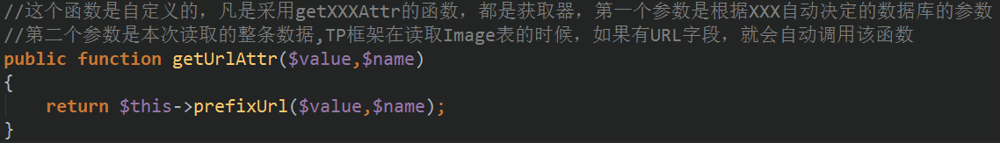 //这个函数是自定义的，凡是采用getXXXAttr的函数，都是获取器，第一个参数是根据XXX自动决定的数据库的参数
//第二个参数是本次读取的整条数据,TP框架在读取Image表的时候，如果有URL字段，就会自动调用该函数
public function getUrlAttr($value,$name)
{
    return $this->prefixUrl($value,$name);
}